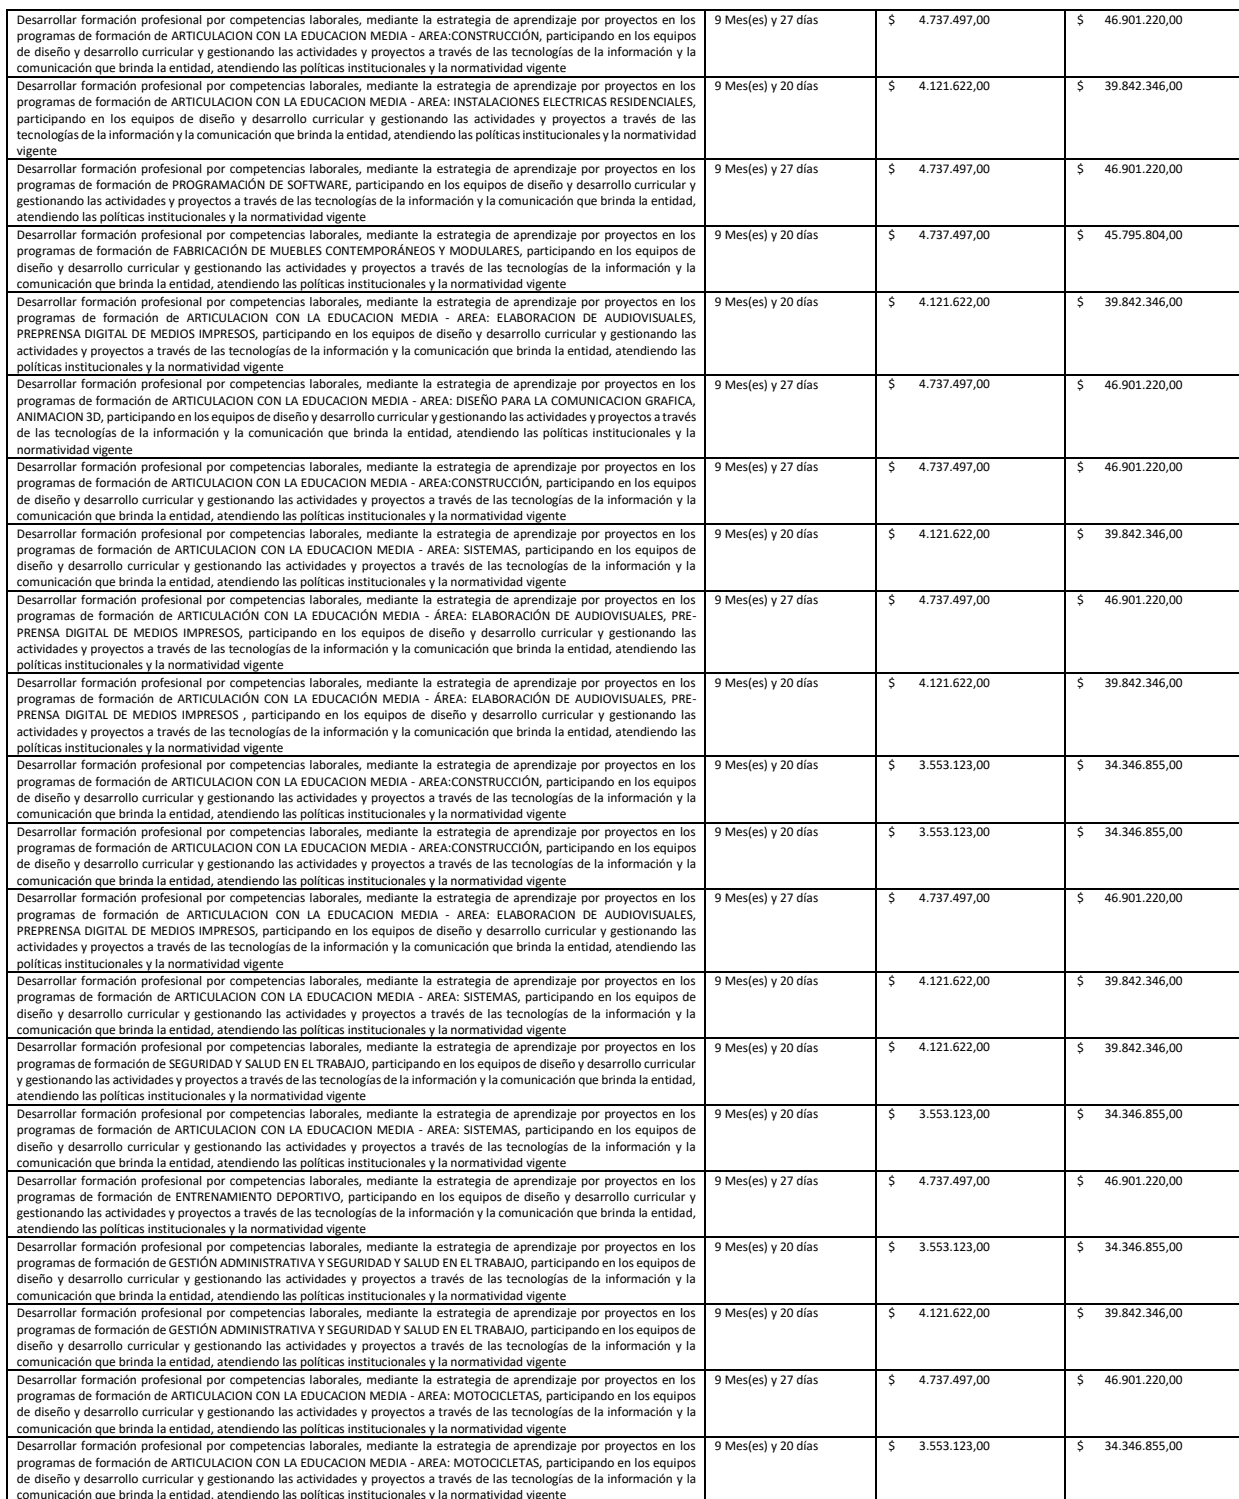 Desarrollar formación profesional por competencias laborales, mediante la estrategia de aprendizaje por proyectos en los 9 Mes(es) y 27 días $ 4.737.497,00 $ 46.901.220,00
programas de formación de ARTICULACION CON LA EDUCACION MEDIA - AREA:CONSTRUCCIÓN, participando en los equipos
de diseño y desarrollo curricular y gestionando las actividades y proyectos a través de las tecnologías de la información y la
comunicación que brinda la entidad, atendiendo las políticas institucionales y la normatividad vigente
Desarrollar formación profesional por competencias laborales, mediante la estrategia de aprendizaje por proyectos en los 9 Mes(es) y 20 días $ 4.121.622,00 $ 39.842.346,00
programas de formación de ARTICULACION CON LA EDUCACION MEDIA - AREA: INSTALACIONES ELECTRICAS RESIDENCIALES,
participando en los equipos de diseño y desarrollo curricular y gestionando las actividades y proyectos a través de las
tecnologías de la información y la comunicación que brinda la entidad, atendiendo las políticas institucionales y la normatividad
vigente
Desarrollar formación profesional por competencias laborales, mediante la estrategia de aprendizaje por proyectos en los 9 Mes(es) y 27 días $ 4.737.497,00 $ 46.901.220,00
programas de formación de PROGRAMACIÓN DE SOFTWARE, participando en los equipos de diseño y desarrollo curricular y
gestionando las actividades y proyectos a través de las tecnologías de la información y la comunicación que brinda la entidad,
atendiendo las políticas institucionales y la normatividad vigente
Desarrollar formación profesional por competencias laborales, mediante la estrategia de aprendizaje por proyectos en los 9 Mes(es) y 20 días $ 4.737.497,00 $ 45.795.804,00
programas de formación de FABRICACIÓN DE MUEBLES CONTEMPORÁNEOS Y MODULARES, participando en los equipos de
diseño y desarrollo curricular y gestionando las actividades y proyectos a través de las tecnologías de la información y la
comunicación que brinda la entidad, atendiendo las políticas institucionales y la normatividad vigente
Desarrollar formación profesional por competencias laborales, mediante la estrategia de aprendizaje por proyectos en los 9 Mes(es) y 20 días $ 4.121.622,00 $ 39.842.346,00
programas de formación de ARTICULACION CON LA EDUCACION MEDIA - AREA: ELABORACION DE AUDIOVISUALES,
PREPRENSA DIGITAL DE MEDIOS IMPRESOS, participando en los equipos de diseño y desarrollo curricular y gestionando las
actividades y proyectos a través de las tecnologías de la información y la comunicación que brinda la entidad, atendiendo las
políticas institucionales y la normatividad vigente
Desarrollar formación profesional por competencias laborales, mediante la estrategia de aprendizaje por proyectos en los 9 Mes(es) y 27 días $ 4.737.497,00 $ 46.901.220,00
programas de formación de ARTICULACION CON LA EDUCACION MEDIA - AREA: DISEÑO PARA LA COMUNICACION GRAFICA,
ANIMACION 3D, participando en los equipos de diseño y desarrollo curricular y gestionando las actividades y proyectos a través
de las tecnologías de la información y la comunicación que brinda la entidad, atendiendo las políticas institucionales y la
normatividad vigente
Desarrollar formación profesional por competencias laborales, mediante la estrategia de aprendizaje por proyectos en los 9 Mes(es) y 27 días $ 4.737.497,00 $ 46.901.220,00
programas de formación de ARTICULACION CON LA EDUCACION MEDIA - AREA:CONSTRUCCIÓN, participando en los equipos
de diseño y desarrollo curricular y gestionando las actividades y proyectos a través de las tecnologías de la información y la
comunicación que brinda la entidad, atendiendo las políticas institucionales y la normatividad vigente
Desarrollar formación profesional por competencias laborales, mediante la estrategia de aprendizaje por proyectos en los 9 Mes(es) y 20 días $ 4.121.622,00 $ 39.842.346,00
programas de formación de ARTICULACION CON LA EDUCACION MEDIA - AREA: SISTEMAS, participando en los equipos de
diseño y desarrollo curricular y gestionando las actividades y proyectos a través de las tecnologías de la información y la
comunicación que brinda la entidad, atendiendo las políticas institucionales y la normatividad vigente
Desarrollar formación profesional por competencias laborales, mediante la estrategia de aprendizaje por proyectos en los 9 Mes(es) y 27 días $ 4.737.497,00 $ 46.901.220,00
programas de formación de ARTICULACIÓN CON LA EDUCACIÓN MEDIA - ÁREA: ELABORACIÓN DE AUDIOVISUALES, PRE-
PRENSA DIGITAL DE MEDIOS IMPRESOS, participando en los equipos de diseño y desarrollo curricular y gestionando las
actividades y proyectos a través de las tecnologías de la información y la comunicación que brinda la entidad, atendiendo las
políticas institucionales y la normatividad vigente
Desarrollar formación profesional por competencias laborales, mediante la estrategia de aprendizaje por proyectos en los 9 Mes(es) y 20 días $ 4.121.622,00 $ 39.842.346,00
programas de formación de ARTICULACIÓN CON LA EDUCACIÓN MEDIA - ÁREA: ELABORACIÓN DE AUDIOVISUALES, PRE-
PRENSA DIGITAL DE MEDIOS IMPRESOS , participando en los equipos de diseño y desarrollo curricular y gestionando las
actividades y proyectos a través de las tecnologías de la información y la comunicación que brinda la entidad, atendiendo las
políticas institucionales y la normatividad vigente
Desarrollar formación profesional por competencias laborales, mediante la estrategia de aprendizaje por proyectos en los 9 Mes(es) y 20 días $ 3.553.123,00 $ 34.346.855,00
programas de formación de ARTICULACION CON LA EDUCACION MEDIA - AREA:CONSTRUCCIÓN, participando en los equipos
de diseño y desarrollo curricular y gestionando las actividades y proyectos a través de las tecnologías de la información y la
comunicación que brinda la entidad, atendiendo las políticas institucionales y la normatividad vigente
Desarrollar formación profesional por competencias laborales, mediante la estrategia de aprendizaje por proyectos en los 9 Mes(es) y 20 días $ 3.553.123,00 $ 34.346.855,00
programas de formación de ARTICULACION CON LA EDUCACION MEDIA - AREA:CONSTRUCCIÓN, participando en los equipos
de diseño y desarrollo curricular y gestionando las actividades y proyectos a través de las tecnologías de la información y la
comunicación que brinda la entidad, atendiendo las políticas institucionales y la normatividad vigente
Desarrollar formación profesional por competencias laborales, mediante la estrategia de aprendizaje por proyectos en los 9 Mes(es) y 27 días $ 4.737.497,00 $ 46.901.220,00
programas de formación de ARTICULACION CON LA EDUCACION MEDIA - AREA: ELABORACION DE AUDIOVISUALES,
PREPRENSA DIGITAL DE MEDIOS IMPRESOS, participando en los equipos de diseño y desarrollo curricular y gestionando las
actividades y proyectos a través de las tecnologías de la información y la comunicación que brinda la entidad, atendiendo las
políticas institucionales y la normatividad vigente
Desarrollar formación profesional por competencias laborales, mediante la estrategia de aprendizaje por proyectos en los 9 Mes(es) y 20 días $ 4.121.622,00 $ 39.842.346,00
programas de formación de ARTICULACION CON LA EDUCACION MEDIA - AREA: SISTEMAS, participando en los equipos de
diseño y desarrollo curricular y gestionando las actividades y proyectos a través de las tecnologías de la información y la
comunicación que brinda la entidad, atendiendo las políticas institucionales y la normatividad vigente
Desarrollar formación profesional por competencias laborales, mediante la estrategia de aprendizaje por proyectos en los 9 Mes(es) y 20 días $ 4.121.622,00 $ 39.842.346,00
programas de formación de SEGURIDAD Y SALUD EN EL TRABAJO, participando en los equipos de diseño y desarrollo curricular
y gestionando las actividades y proyectos a través de las tecnologías de la información y la comunicación que brinda la entidad,
atendiendo las políticas institucionales y la normatividad vigente
Desarrollar formación profesional por competencias laborales, mediante la estrategia de aprendizaje por proyectos en los 9 Mes(es) y 20 días $ 3.553.123,00 $ 34.346.855,00
programas de formación de ARTICULACION CON LA EDUCACION MEDIA - AREA: SISTEMAS, participando en los equipos de
diseño y desarrollo curricular y gestionando las actividades y proyectos a través de las tecnologías de la información y la
comunicación que brinda la entidad, atendiendo las políticas institucionales y la normatividad vigente
Desarrollar formación profesional por competencias laborales, mediante la estrategia de aprendizaje por proyectos en los 9 Mes(es) y 27 días $ 4.737.497,00 $ 46.901.220,00
programas de formación de ENTRENAMIENTO DEPORTIVO, participando en los equipos de diseño y desarrollo curricular y
gestionando las actividades y proyectos a través de las tecnologías de la información y la comunicación que brinda la entidad,
atendiendo las políticas institucionales y la normatividad vigente
Desarrollar formación profesional por competencias laborales, mediante la estrategia de aprendizaje por proyectos en los 9 Mes(es) y 20 días $ 3.553.123,00 $ 34.346.855,00
programas de formación de GESTIÓN ADMINISTRATIVA Y SEGURIDAD Y SALUD EN EL TRABAJO, participando en los equipos de
diseño y desarrollo curricular y gestionando las actividades y proyectos a través de las tecnologías de la información y la
comunicación que brinda la entidad, atendiendo las políticas institucionales y la normatividad vigente
Desarrollar formación profesional por competencias laborales, mediante la estrategia de aprendizaje por proyectos en los 9 Mes(es) y 20 días $ 4.121.622,00 $ 39.842.346,00
programas de formación de GESTIÓN ADMINISTRATIVA Y SEGURIDAD Y SALUD EN EL TRABAJO, participando en los equipos de
diseño y desarrollo curricular y gestionando las actividades y proyectos a través de las tecnologías de la información y la
comunicación que brinda la entidad, atendiendo las políticas institucionales y la normatividad vigente
Desarrollar formación profesional por competencias laborales, mediante la estrategia de aprendizaje por proyectos en los 9 Mes(es) y 27 días $ 4.737.497,00 $ 46.901.220,00
programas de formación de ARTICULACION CON LA EDUCACION MEDIA - AREA: MOTOCICLETAS, participando en los equipos
de diseño y desarrollo curricular y gestionando las actividades y proyectos a través de las tecnologías de la información y la
comunicación que brinda la entidad, atendiendo las políticas institucionales y la normatividad vigente
Desarrollar formación profesional por competencias laborales, mediante la estrategia de aprendizaje por proyectos en los 9 Mes(es) y 20 días $ 3.553.123,00 $ 34.346.855,00
programas de formación de ARTICULACION CON LA EDUCACION MEDIA - AREA: MOTOCICLETAS, participando en los equipos
de diseño y desarrollo curricular y gestionando las actividades y proyectos a través de las tecnologías de la información y la
comunicación que brinda la entidad, atendiendo las políticas institucionales y la normatividad vigente